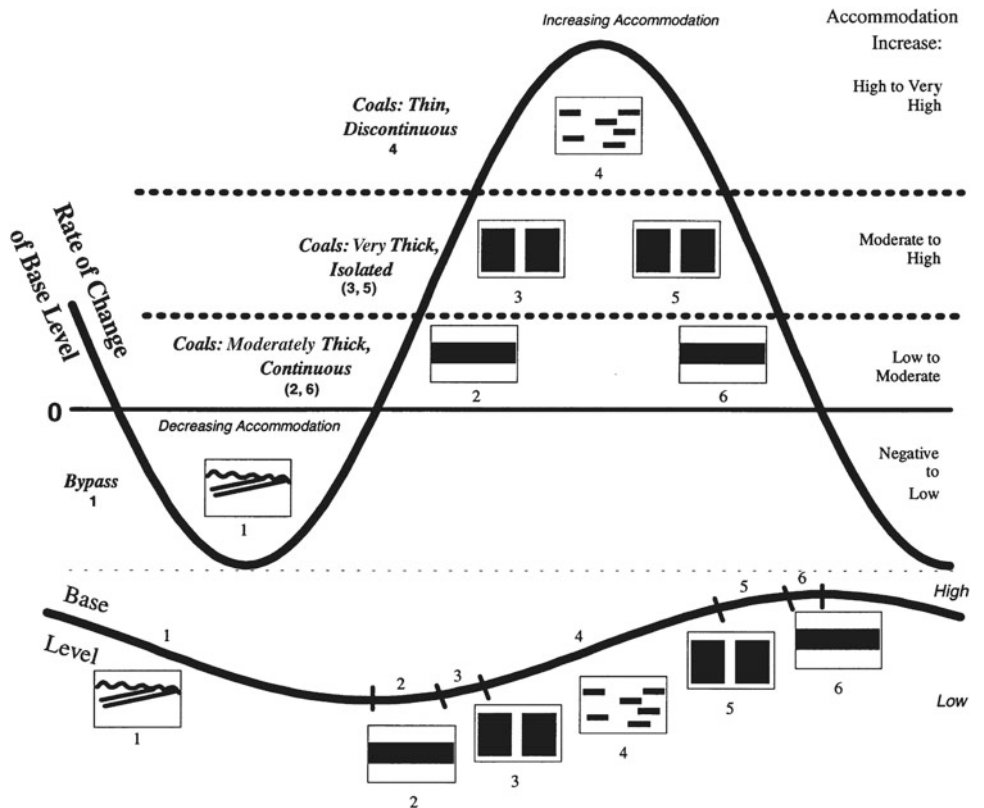 Increasing Accommodation
Accommodation
Increase:
High to Very
High
Coals: Thin,
Discontinuous
4
4
Rate of Change
of Base Level
Coals: Very Thick,
Isolated
(3, 5)
3
5
Moderate to
High
Coals: Moderately Thick,
Continuous
(2, 6)
2
6
Low to
Moderate
0
Decreasing Accommodation
Bypass
1
1
Negative
to
Low
Base
Level
1
2
3
4
5
6
High
Low
1
2
3
4
5
6